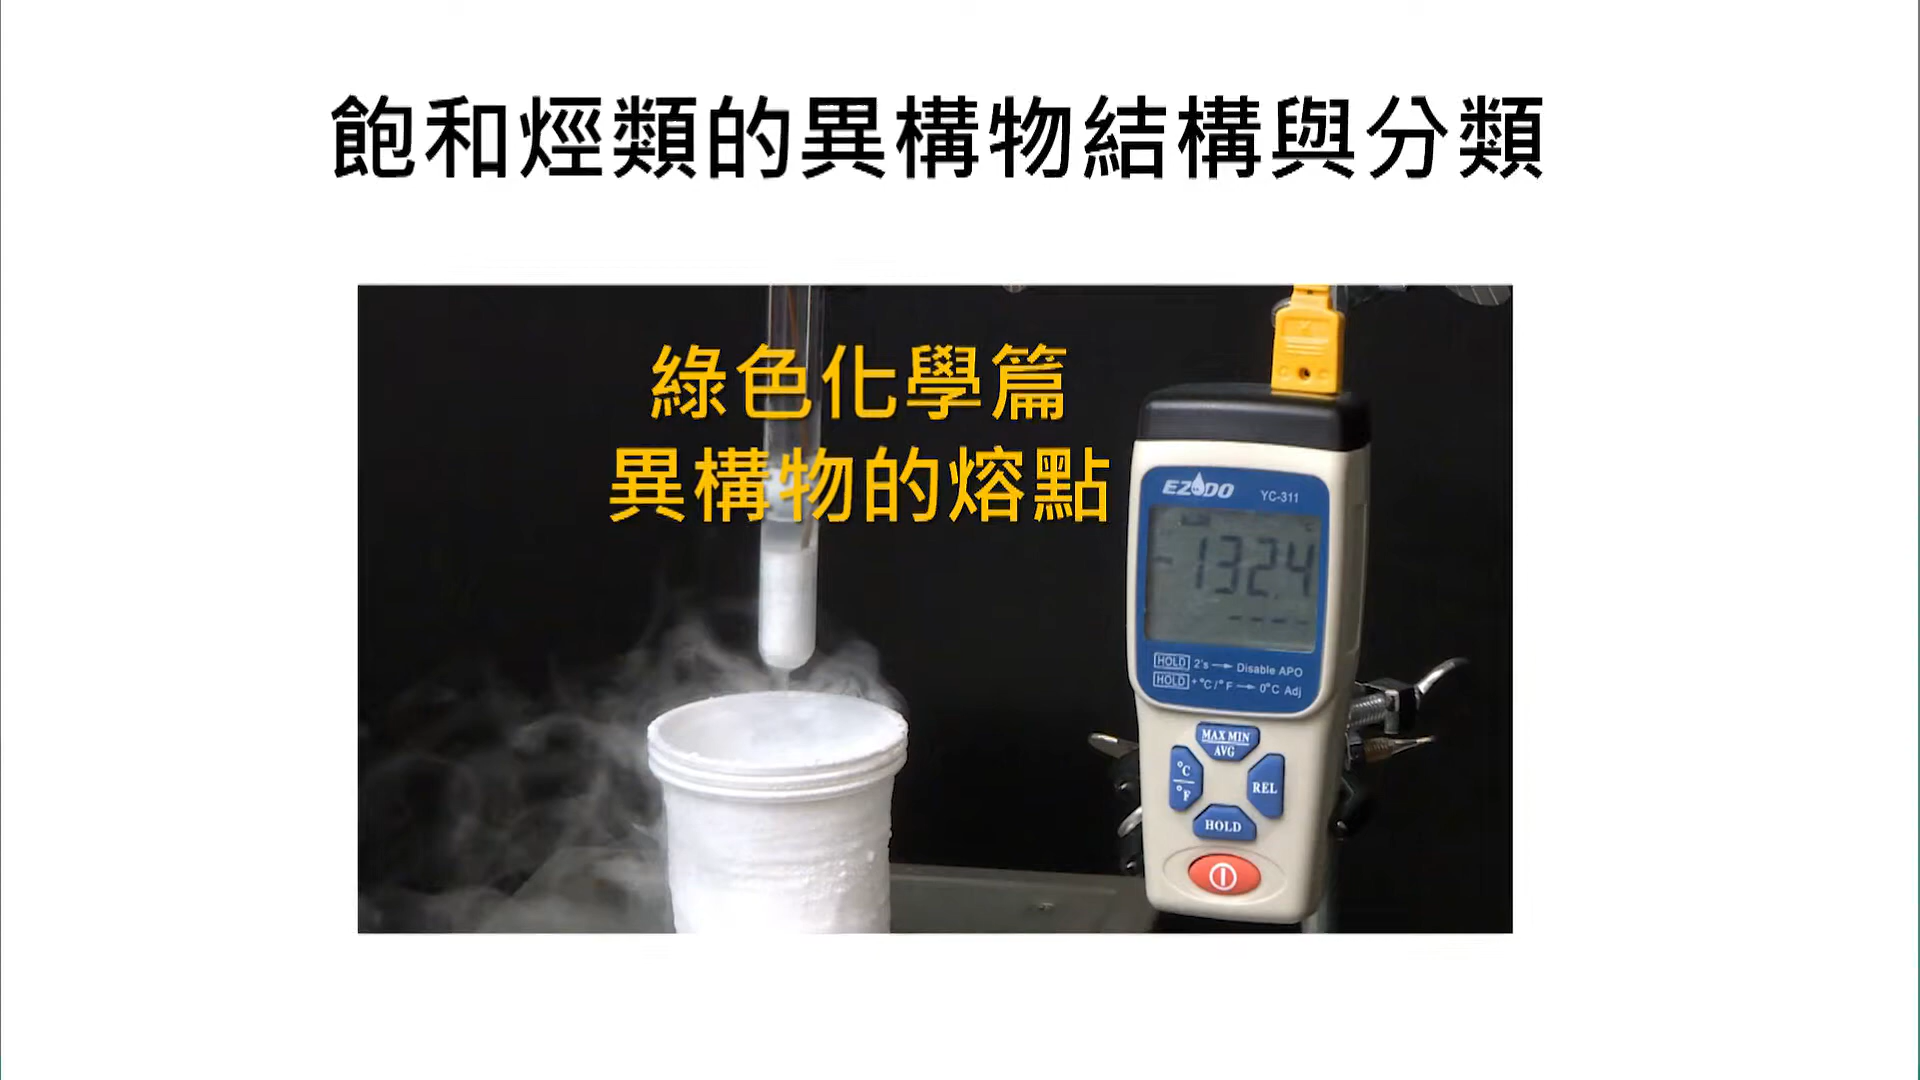 飽和烴類的異構物結構與分類
綠色化學篇
異構物的熔點
EZDO YC-311
-132.4
----
HOLD 2's → Disable APO
HOLD + °C/°F → 0°C Adj
MAX MIN
AVG
°C
°F
REL
HOLD